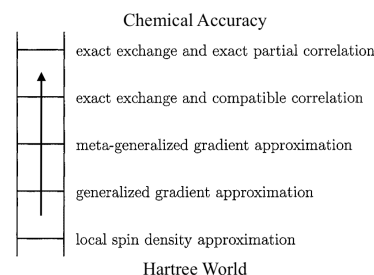 Chemical Accuracy
exact exchange and exact partial correlation
exact exchange and compatible correlation
meta-generalized gradient approximation
generalized gradient approximation
local spin density approximation
Hartree World